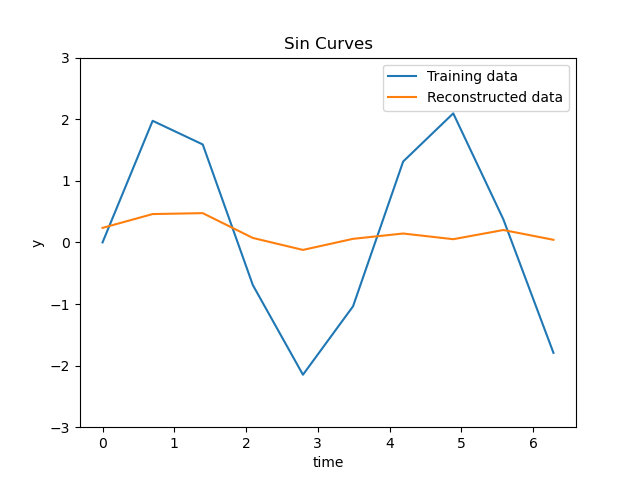 Sin Curves
Training data
Reconstructed data
3
2
1
0
−1
−2
−3
y
0 1 2 3 4 5 6
time